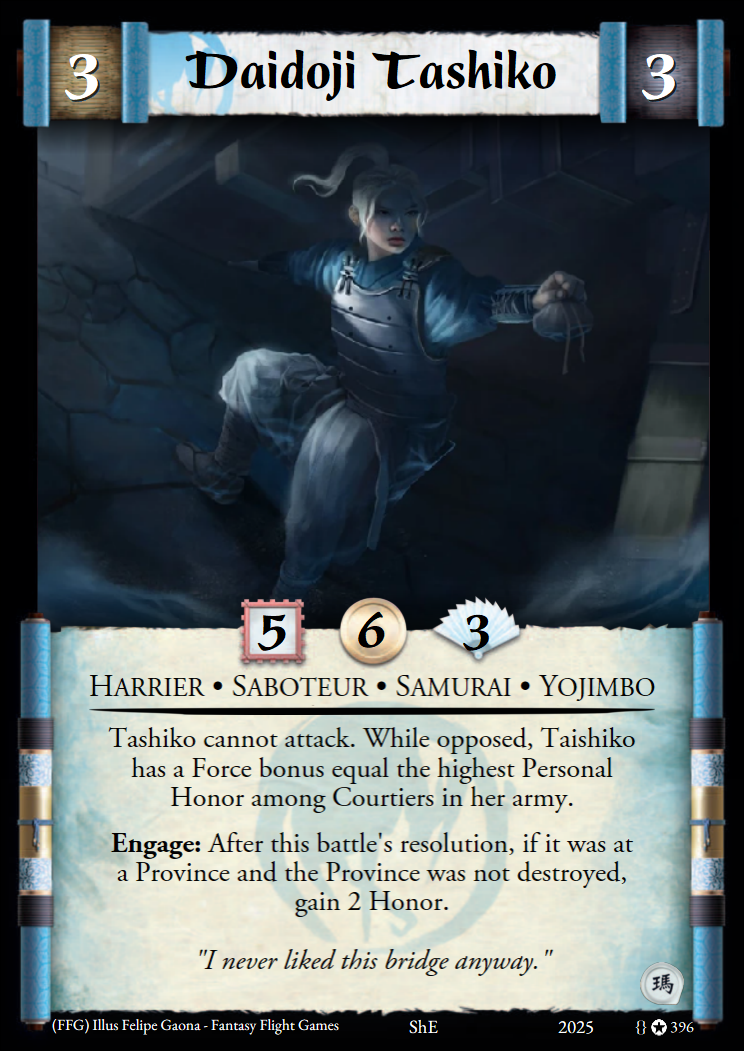 3
Daidoji Tashiko
3
5
6
3
HARRIER • SABOTEUR • SAMURAI • YOJIMBO
Tashiko cannot attack. While opposed, Taishiko
has a Force bonus equal the highest Personal
Honor among Courtiers in her army.
Engage: After this battle's resolution, if it was at
a Province and the Province was not destroyed,
gain 2 Honor.
"I never liked this bridge anyway."
瑪
(FFG) Illus Felipe Gaona - Fantasy Flight Games
ShE
2025
{} ✪ 396